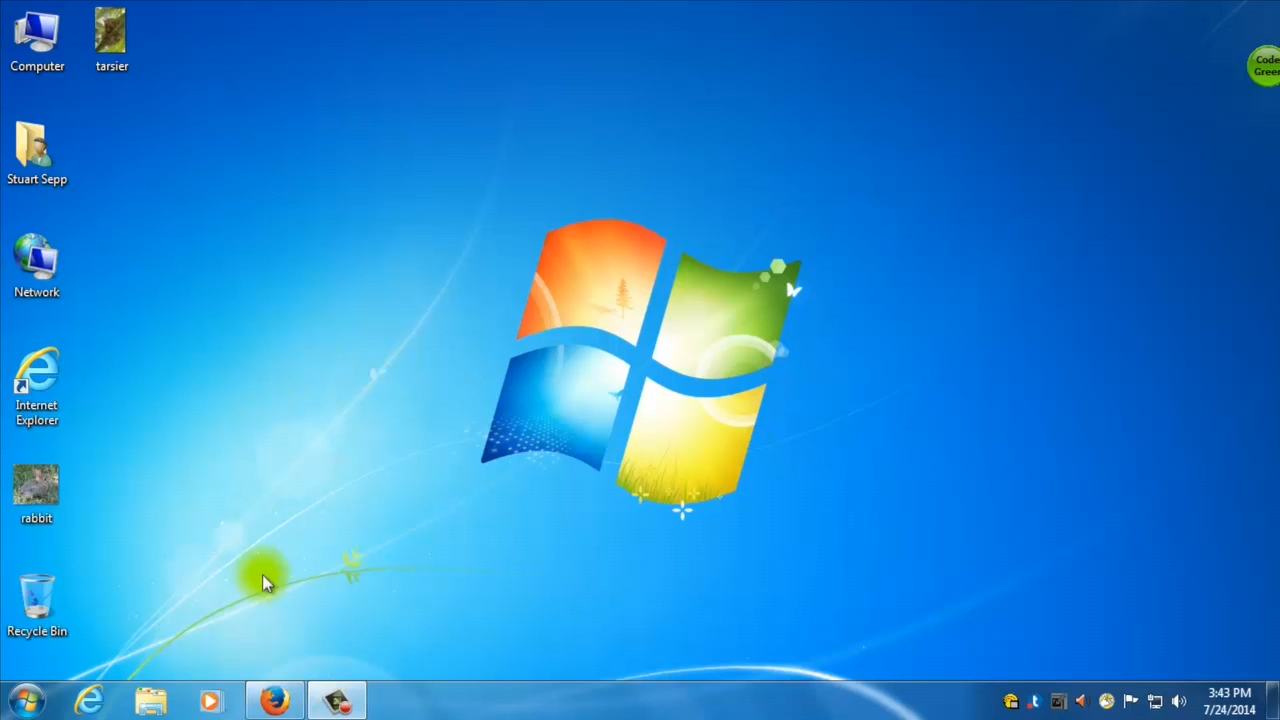 Computer
tarsier
Code
Green
Stuart Sepp
Network
Internet
Explorer
rabbit
Recycle Bin
3:43 PM
7/24/2014